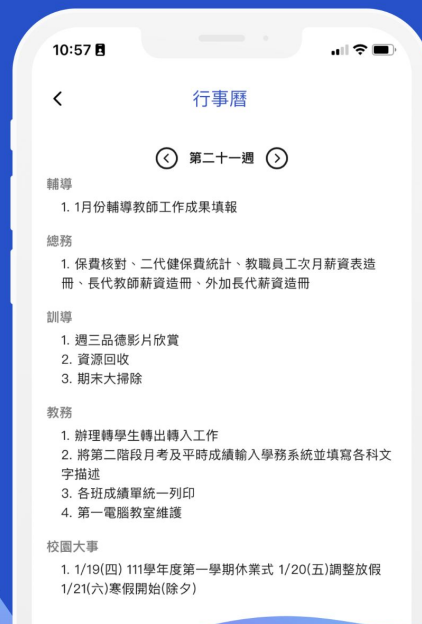 10:57
行事曆
第二十一週
輔導
1. 1月份輔導教師工作成果填報
總務
1. 保費核對、二代健保費統計、教職員工次月薪資表造
冊、長代教師薪資造冊、外加長代薪資造冊
訓導
1. 週三品德影片欣賞
2. 資源回收
3. 期末大掃除
教務
1. 辦理轉學生轉出轉入工作
2. 將第二階段月考及平時成績輸入學務系統並填寫各科文
字描述
3. 各班成績單統一列印
4. 第一電腦教室維護
校園大事
1. 1/19(四) 111學年度第一學期休業式 1/20(五)調整放假
1/21(六)寒假開始(除夕)